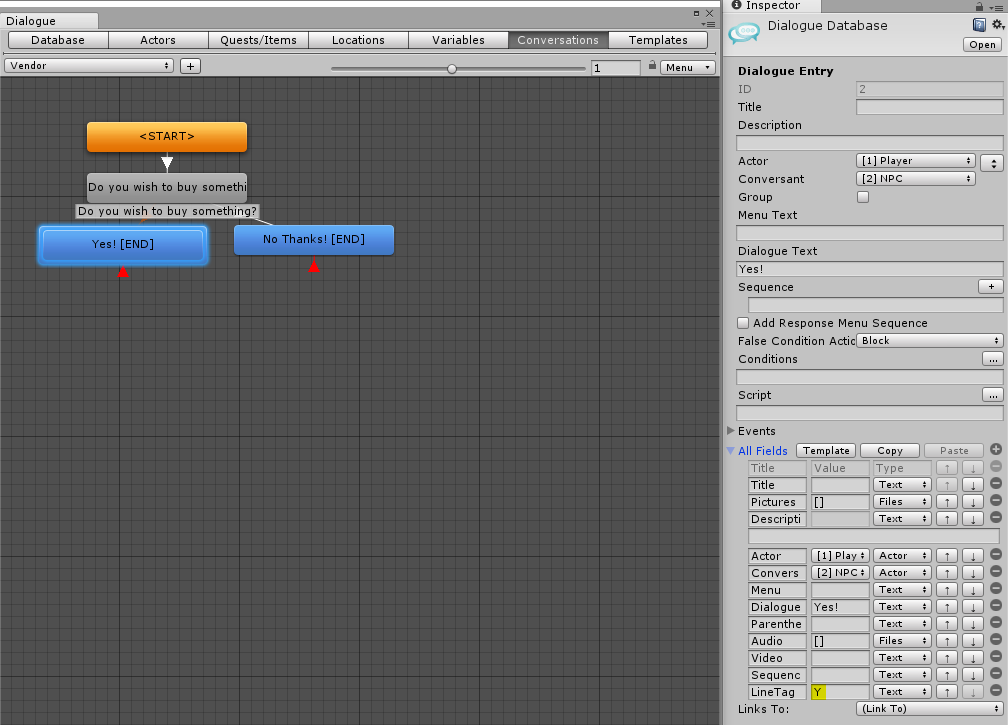 Dialogue
Database Actors Quests/Items Locations Variables Conversations Templates
Vendor + 1 Menu
<START>
Do you wish to buy somethi
Do you wish to buy something?
Yes! [END]
No Thanks! [END]
Inspector
Dialogue Database
Open
Dialogue Entry
ID 2
Title
Description
Actor [1] Player
Conversant [2] NPC
Group
Menu Text
Dialogue Text
Yes!
Sequence +
Add Response Menu Sequence
False Condition Actic Block
Conditions ...
Script ...
Events
All Fields Template Copy Paste
Title Value Type ↑ ↓
Title Text ↑ ↓
Pictures [] Files ↑ ↓
Descripti Text ↑ ↓
Actor [1] Play Actor ↑ ↓
Convers [2] NPC Actor ↑ ↓
Menu Text ↑ ↓
Dialogue Yes! Text ↑ ↓
Parenthe Text ↑ ↓
Audio [] Files ↑ ↓
Video Text ↑ ↓
Sequenc Text ↑ ↓
LineTag Y Text ↑ ↓
Links To: (Link To)